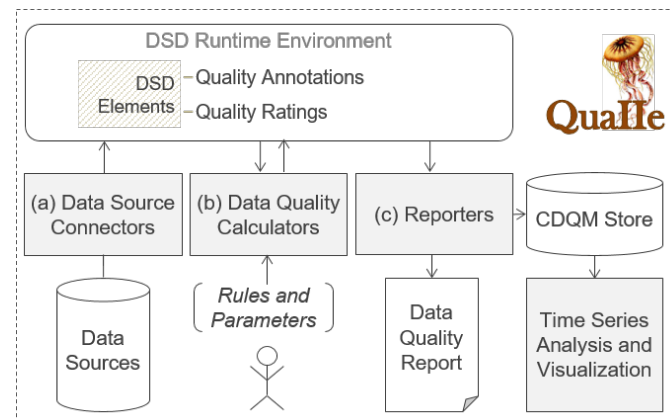 DSD Runtime Environment
DSD
Elements
Quality Annotations
Quality Ratings
QuaIIe
(a) Data Source
Connectors
(b) Data Quality
Calculators
(c) Reporters
CDQM Store
Rules and
Parameters
Data
Sources
Data
Quality
Report
Time Series
Analysis and
Visualization